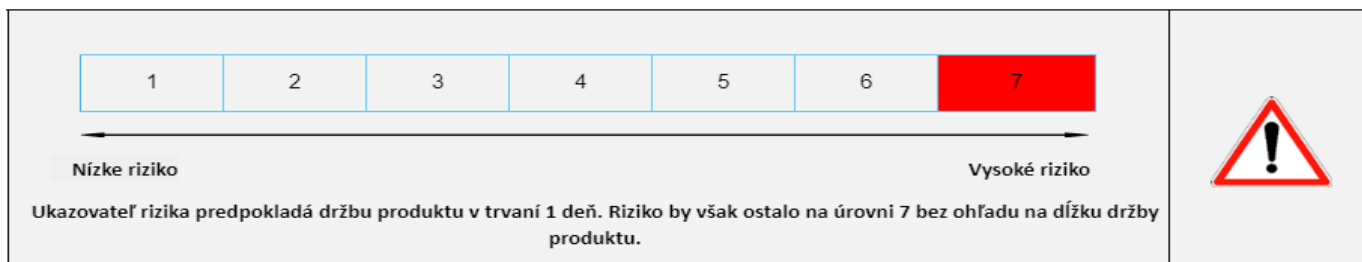 1 2 3 4 5 6 7
Nízke riziko Vysoké riziko
Ukazovateľ rizika predpokladá držbu produktu v trvaní 1 deň. Riziko by však ostalo na úrovni 7 bez ohľadu na dĺžku držby
produktu.